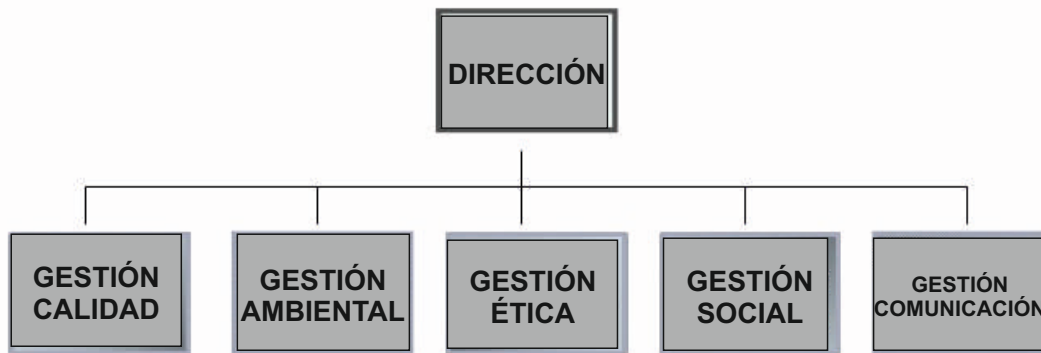 DIRECCIÓN
GESTIÓN
CALIDAD
GESTIÓN
AMBIENTAL
GESTIÓN
ÉTICA
GESTIÓN
SOCIAL
GESTIÓN
COMUNICACIÓN